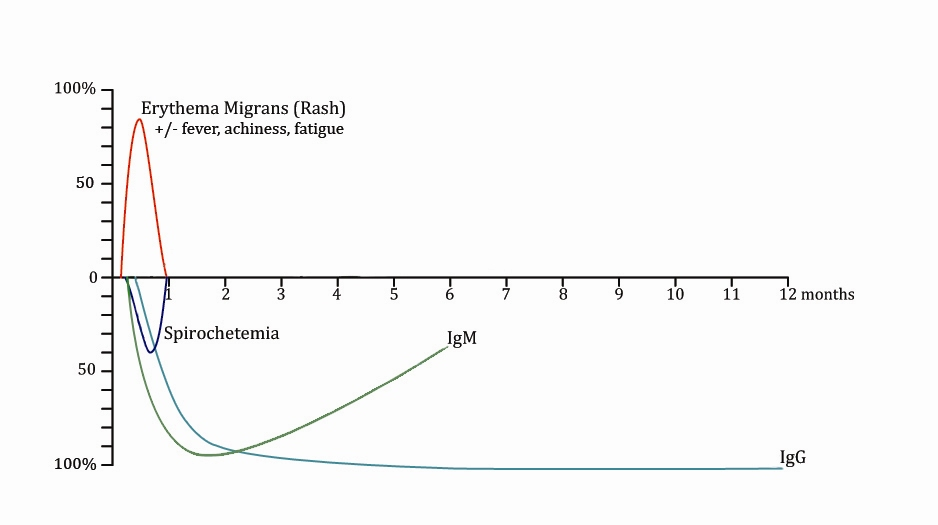 100%
Erythema Migrans (Rash)
+/- fever, achiness, fatigue
50
0
1 2 3 4 5 6 7 8 9 10 11 12 months
Spirochetemia
IgM
50
IgG
100%